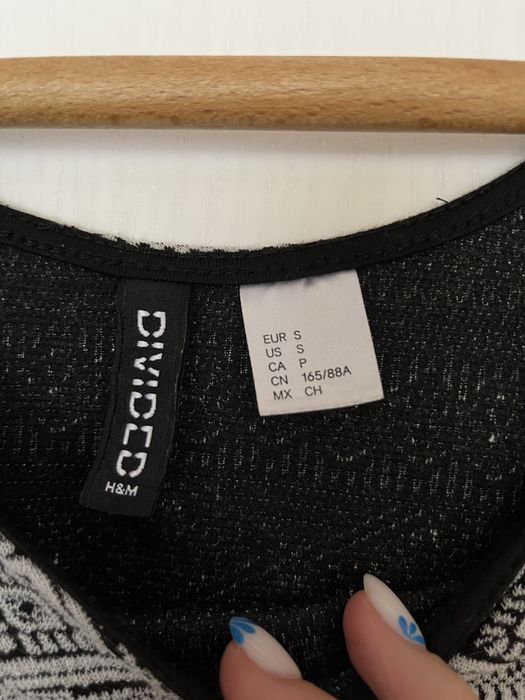 DIVIDED
H&M
EUR S
US S
CA P
CN 165/88A
MX CH